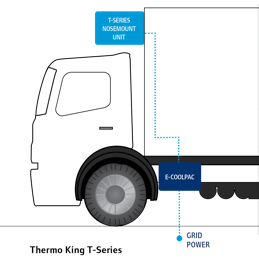 T-SERIES
NOSEMOUNT
UNIT
E-COOLPAC
GRID
POWER
Thermo King T-Series